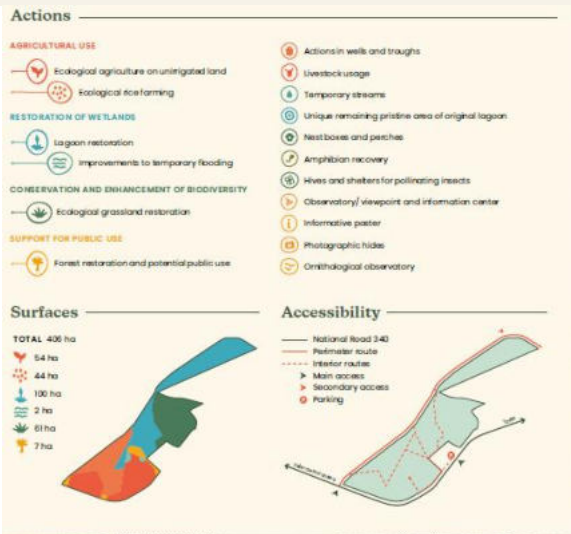 Actions
AGRICULTURAL USE
Ecological agriculture on unirrigated land
Ecological rice farming
RESTORATION OF WETLANDS
Lagoon restoration
Improvements to temporary flooding
CONSERVATION AND ENHANCEMENT OF BIODIVERSITY
Ecological grassland restoration
SUPPORT FOR PUBLIC USE
Forest restoration and potential public use
Actions in wells and troughs
Livestock usage
Temporary streams
Unique remaining pristine area of original lagoon
Nest boxes and perches
Amphibian recovery
Hives and shelters for pollinating insects
Observatory/ viewpoint and information center
Informative poster
Photographic hides
Ornithological observatory
Surfaces
TOTAL 406 ha
54 ha
44 ha
100 ha
2 ha
61 ha
7 ha
Accessibility
National Road 340
Perimeter route
Interior routes
Main access
Secondary access
Parking